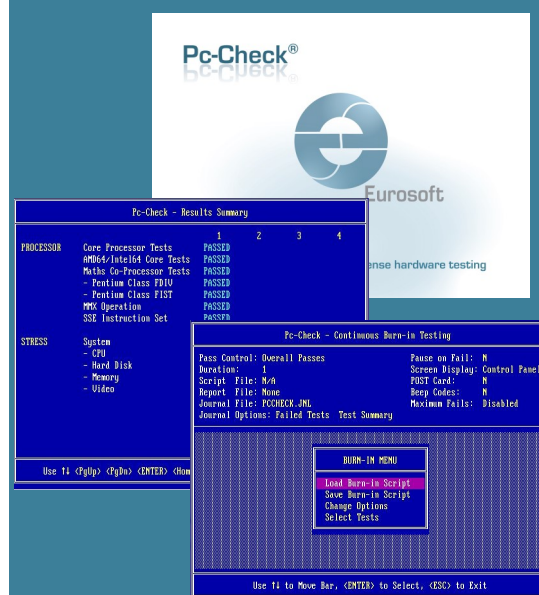 Pc-Check®
Eurosoft
ense hardware testing
Pc-Check - Results Summary
1 2 3 4
PROCESSOR Core Processor Tests PASSED
AMD64/Intel64 Core Tests PASSED
Maths Co-Processor Tests PASSED
- Pentium Class FDIV PASSED
- Pentium Class FIST PASSED
MMX Operation PASSED
SSE Instruction Set PASSED
STRESS System
- CPU
- Hard Disk
- Memory
- Video
Use ↑↓ <PgUp> <PgDn> <ENTER> <Hom
Pc-Check - Continuous Burn-in Testing
Pass Control: Overall Passes Pause on Fail: N
Duration: 1 Screen Display: Control Panel
Script File: N/A POST Card: N
Report File: None Beep Codes: N
Journal File: PCCHECK.JNL Maximum Fails: Disabled
Journal Options: Failed Tests Test Summary
BURN-IN MENU
Load Burn-in Script
Save Burn-in Script
Change Options
Select Tests
Use ↑↓ to Move Bar, <ENTER> to Select, <ESC> to Exit